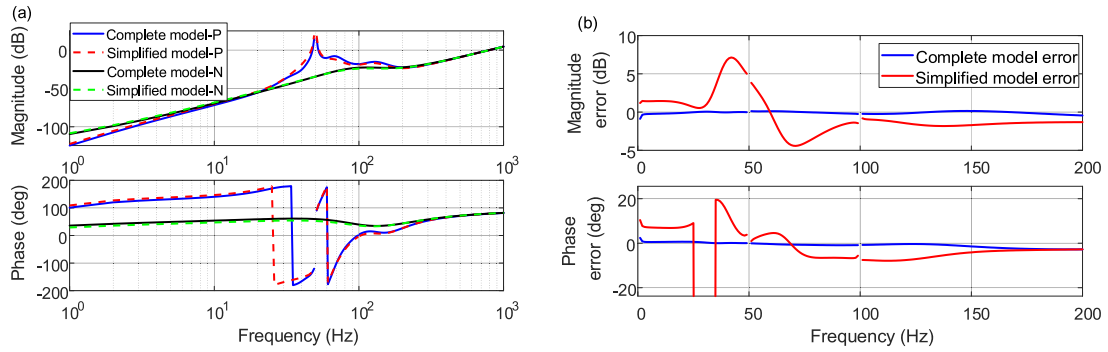 (a)
Complete model-P
Simplified model-P
Complete model-N
Simplified model-N
Magnitude (dB)
0
-50
-100
10^0
10^1
10^2
10^3
Phase (deg)
200
100
0
-100
-200
10^0
10^1
10^2
10^3
Frequency (Hz)
(b)
Complete model error
Simplified model error
Magnitude
error (dB)
10
5
0
-5
0
50
100
150
200
Phase
error (deg)
20
0
-20
0
50
100
150
200
Frequency (Hz)